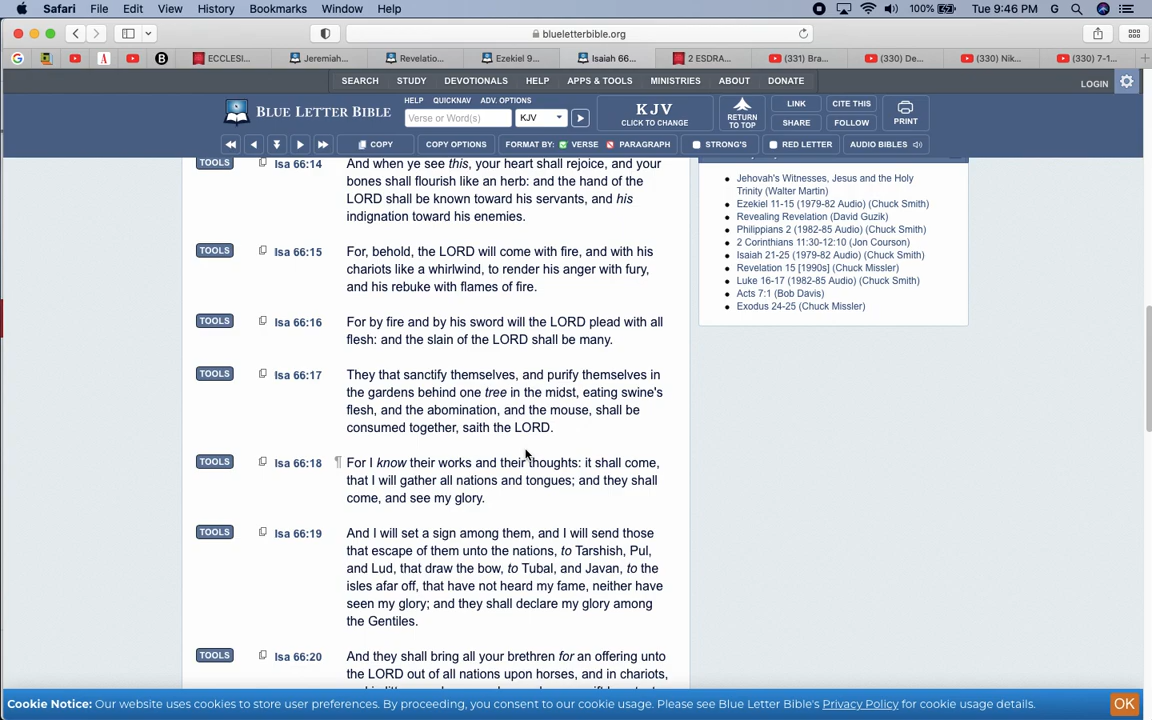 Safari File Edit View History Bookmarks Window Help 100% Tue 9:46 PM G
blueletterbible.org
ECCLESI... Jeremiah... Revelatio... Ezekiel 9... Isaiah 66... 2 ESDRA... (331) Bra... (330) De... (330) Nik... (330) 7-1...
SEARCH STUDY DEVOTIONALS HELP APPS & TOOLS MINISTRIES ABOUT DONATE LOGIN
BLUE LETTER BIBLE
HELP QUICKNAV ADV. OPTIONS
Verse or Word(s) KJV
KJV
CLICK TO CHANGE
RETURN
TO TOP
LINK CITE THIS
SHARE FOLLOW
PRINT
COPY COPY OPTIONS FORMAT BY: VERSE PARAGRAPH STRONG'S RED LETTER AUDIO BIBLES
TOOLS Isa 66:14 And when ye see this, your heart shall rejoice, and your
bones shall flourish like an herb: and the hand of the
LORD shall be known toward his servants, and his
indignation toward his enemies.
TOOLS Isa 66:15 For, behold, the LORD will come with fire, and with his
chariots like a whirlwind, to render his anger with fury,
and his rebuke with flames of fire.
TOOLS Isa 66:16 For by fire and by his sword will the LORD plead with all
flesh: and the slain of the LORD shall be many.
TOOLS Isa 66:17 They that sanctify themselves, and purify themselves in
the gardens behind one tree in the midst, eating swine's
flesh, and the abomination, and the mouse, shall be
consumed together, saith the LORD.
TOOLS Isa 66:18 ¶ For I know their works and their thoughts: it shall come,
that I will gather all nations and tongues; and they shall
come, and see my glory.
TOOLS Isa 66:19 And I will set a sign among them, and I will send those
that escape of them unto the nations, to Tarshish, Pul,
and Lud, that draw the bow, to Tubal, and Javan, to the
isles afar off, that have not heard my fame, neither have
seen my glory; and they shall declare my glory among
the Gentiles.
TOOLS Isa 66:20 And they shall bring all your brethren for an offering unto
the LORD out of all nations upon horses, and in chariots,
Jehovah's Witnesses, Jesus and the Holy
Trinity (Walter Martin)
Ezekiel 11-15 (1979-82 Audio) (Chuck Smith)
Revealing Revelation (David Guzik)
Philippians 2 (1982-85 Audio) (Chuck Smith)
2 Corinthians 11:30-12:10 (Jon Courson)
Isaiah 21-25 (1979-82 Audio) (Chuck Smith)
Revelation 15 [1990s] (Chuck Missler)
Luke 16-17 (1982-85 Audio) (Chuck Smith)
Acts 7:1 (Bob Davis)
Exodus 24-25 (Chuck Missler)
Cookie Notice: Our website uses cookies to store user preferences. By proceeding, you consent to our cookie usage. Please see Blue Letter Bible's Privacy Policy for cookie usage details. OK